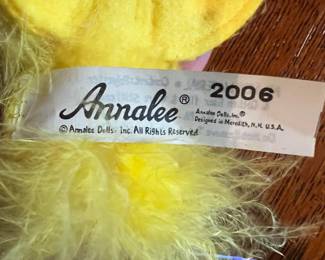 Annalee® 2006
Annalee Dolls, Inc.®
Designed in Meredith, N.H. U.S.A.
© Annalee Dolls, Inc. All Rights Reserved